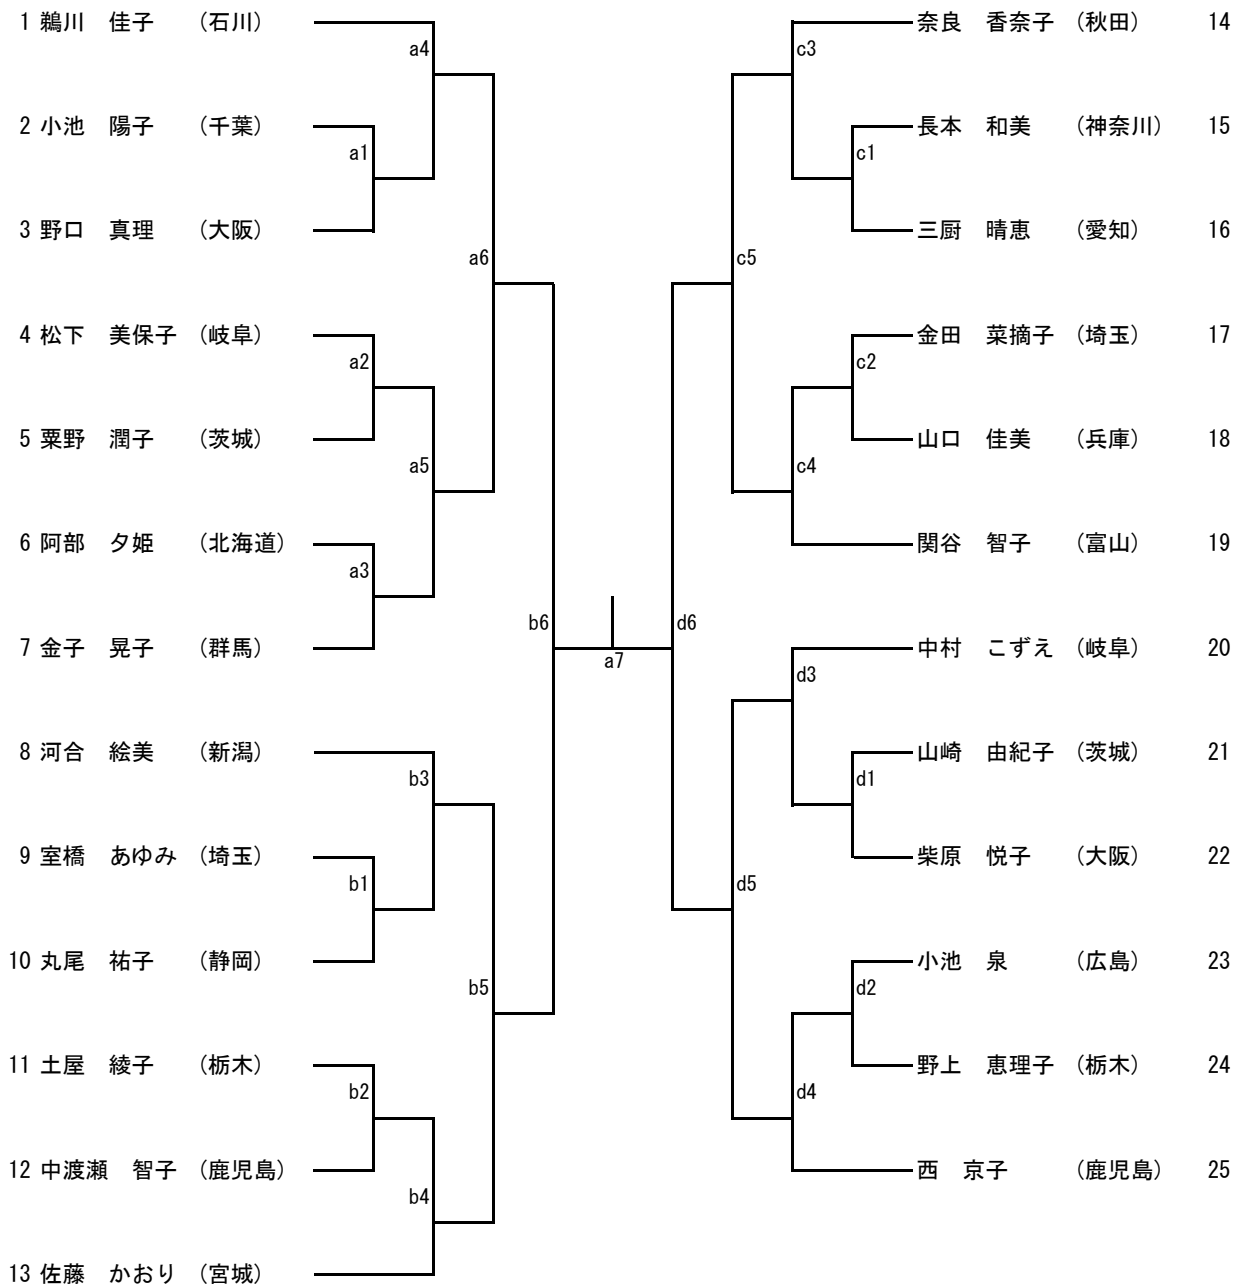 1 鵜川　佳子　（石川）
a4
2 小池　陽子　（千葉）
a1
3 野口　真理　（大阪）
a6
4 松下　美保子（岐阜）
a2
5 粟野　潤子　（茨城）
a5
6 阿部　夕姫　（北海道）
a3
b6
7 金子　晃子　（群馬）
a7
8 河合　絵美　（新潟）
b3
9 室橋　あゆみ（埼玉）
b1
10 丸尾　祐子　（静岡）
b5
11 土屋　綾子　（栃木）
b2
12 中渡瀬　智子（鹿児島）
b4
13 佐藤　かおり（宮城）
奈良　香奈子（秋田）　14
c3
長本　和美　（神奈川）　15
c1
三厨　晴恵　（愛知）　16
c5
金田　菜摘子（埼玉）　17
c2
山口　佳美　（兵庫）　18
c4
関谷　智子　（富山）　19
d6
中村　こずえ（岐阜）　20
d3
山崎　由紀子（茨城）　21
d1
柴原　悦子　（大阪）　22
d5
小池　泉　（広島）　23
d2
野上　恵理子（栃木）　24
d4
西　京子　（鹿児島）　25